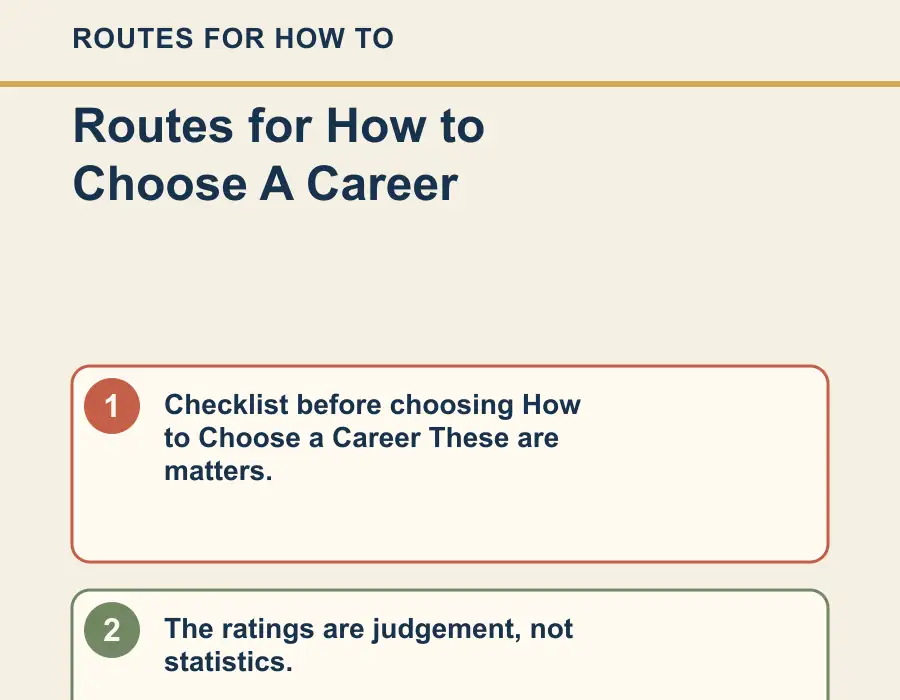 ROUTES FOR HOW TO
Routes for How to
Choose A Career
1
Checklist before choosing How
to Choose a Career These are
matters.
2
The ratings are judgement, not
statistics.